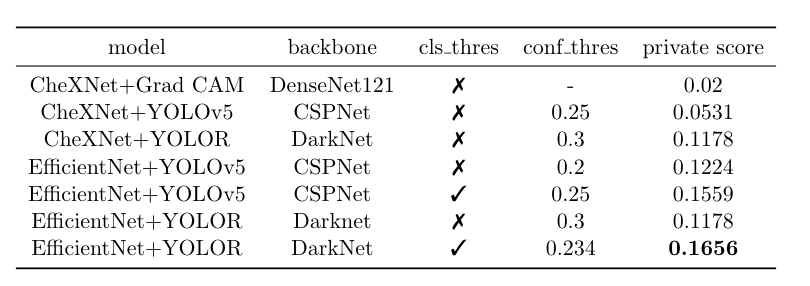 model backbone cls_thres conf_thres private score
CheXNet+Grad CAM DenseNet121 ✗ - 0.02
CheXNet+YOLOv5 CSPNet ✗ 0.25 0.0531
CheXNet+YOLOR DarkNet ✗ 0.3 0.1178
EfficientNet+YOLOv5 CSPNet ✗ 0.2 0.1224
EfficientNet+YOLOv5 CSPNet ✓ 0.25 0.1559
EfficientNet+YOLOR Darknet ✗ 0.3 0.1178
EfficientNet+YOLOR DarkNet ✓ 0.234 0.1656